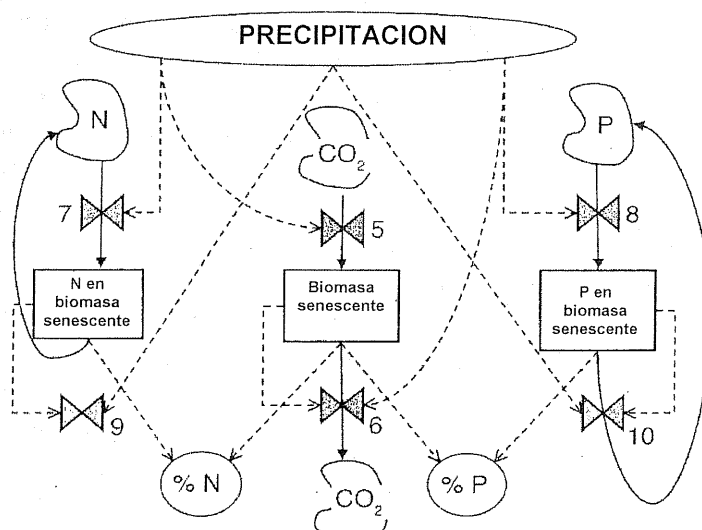 PRECIPITACION
N
CO2
P
7
5
8
N en
biomasa
senescente
Biomasa
senescente
P en
biomasa
senescente
9
6
10
% N
CO2
% P